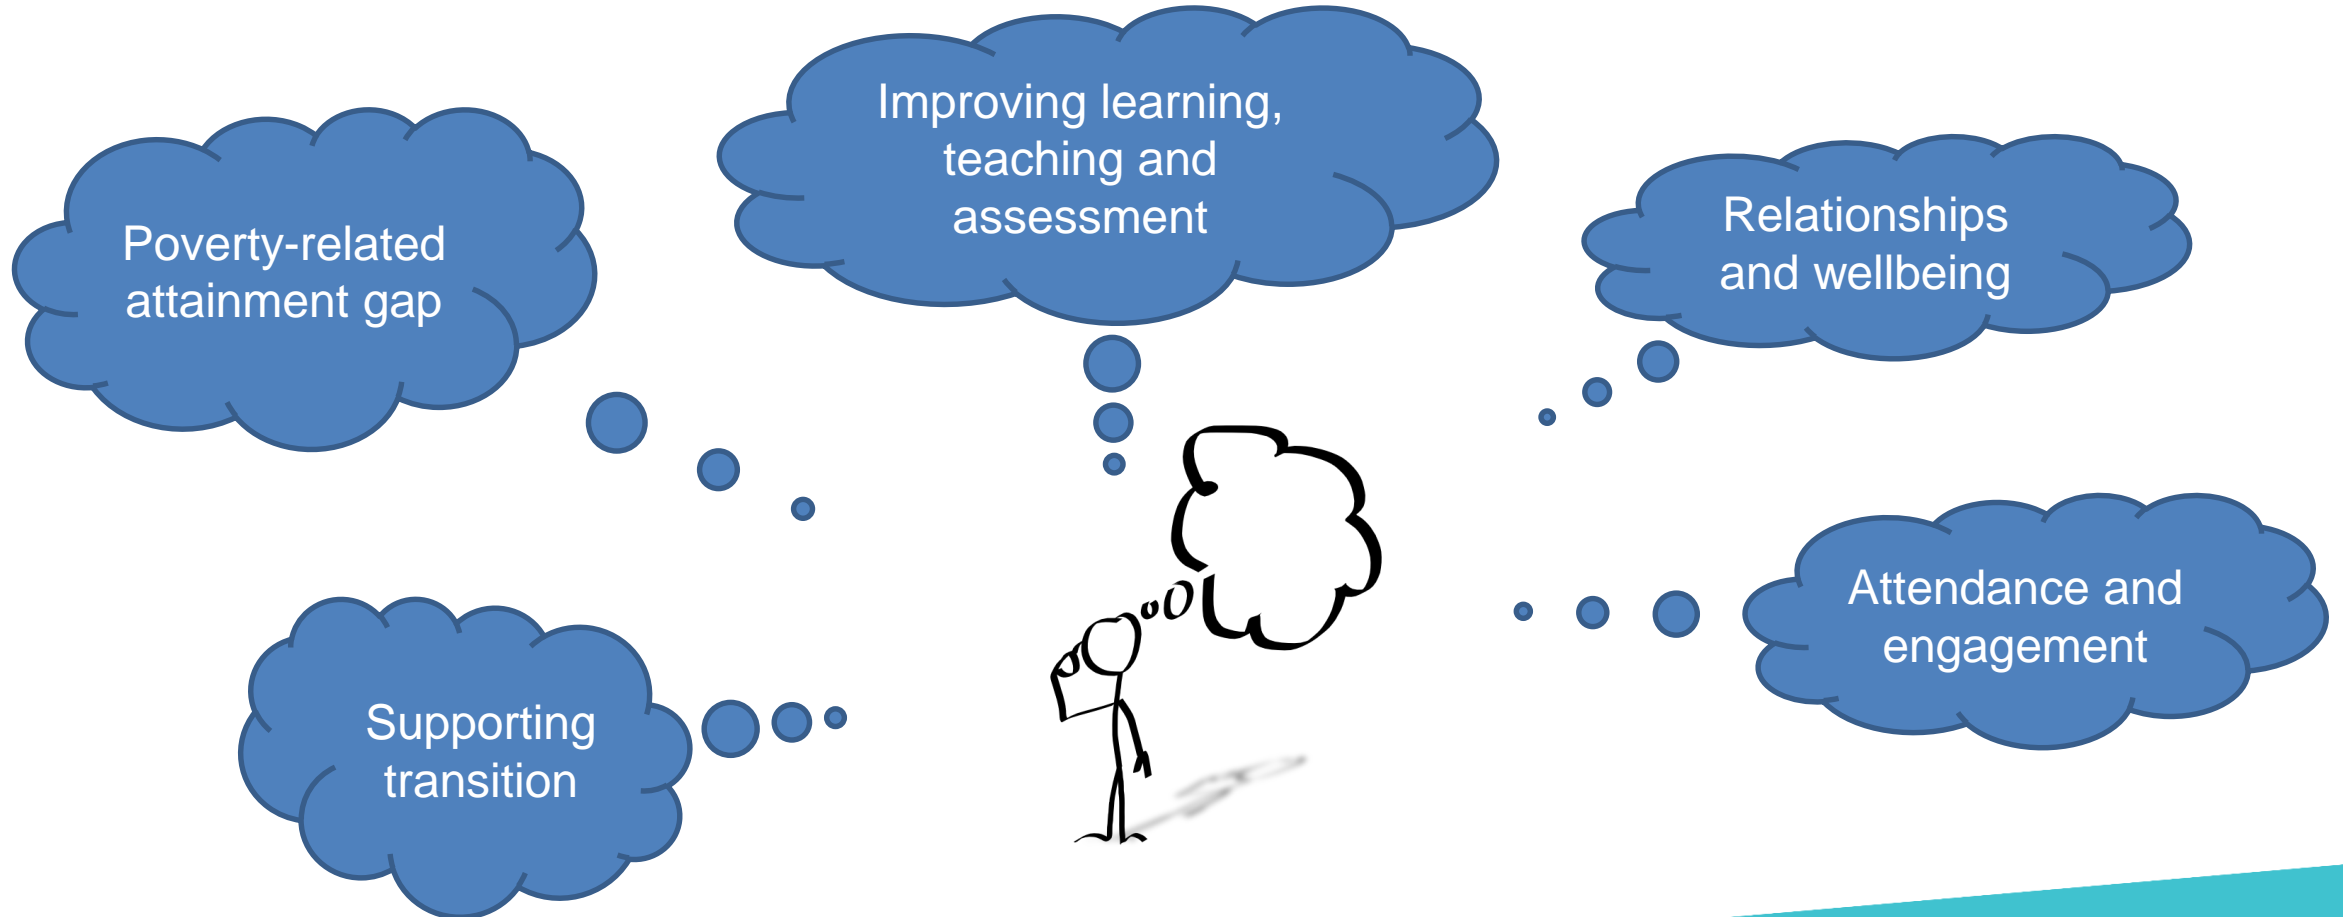 Improving learning,
teaching and
assessment
Poverty-related
attainment gap
Relationships
and wellbeing
Attendance and
engagement
Supporting
transition